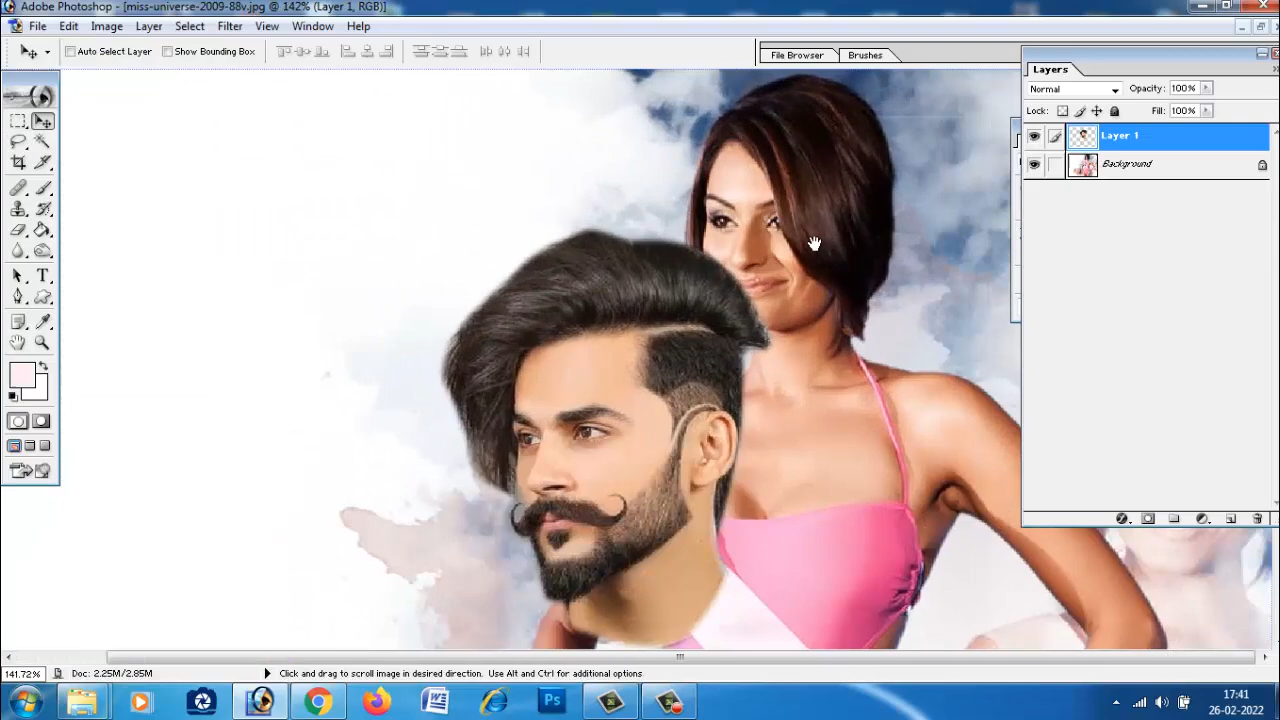 Adobe Photoshop - [miss-universe-2009-88v.jpg @ 142% (Layer 1, RGB)]
File Edit Image Layer Select Filter View Window Help
Auto Select Layer Show Bounding Box File Browser Brushes
Layers
Normal Opacity: 100%
Lock: Fill: 100%
Layer 1
Background
T
141.72% Doc: 2.25M/2.85M Click and drag to scroll image in desired direction. Use Alt and Ctrl for additional options
W Ps 17:41
26-02-2022